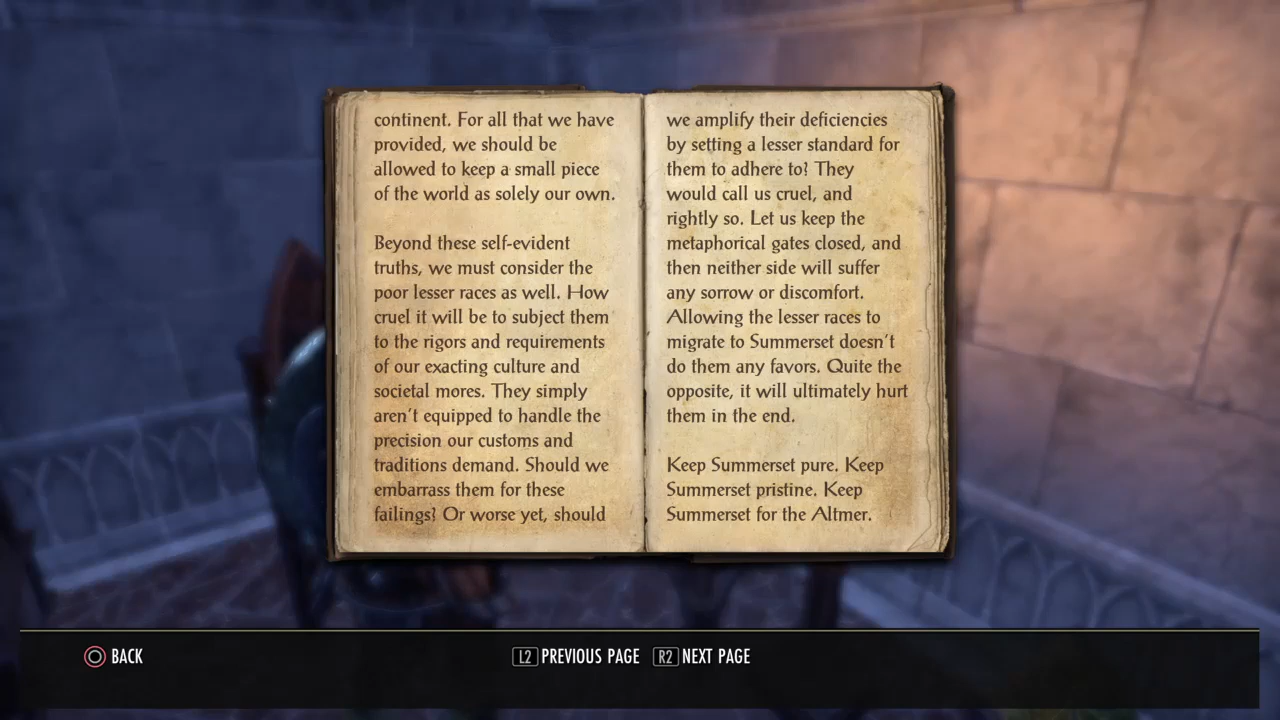 continent. For all that we have
provided, we should be
allowed to keep a small piece
of the world as solely our own.
Beyond these self-evident
truths, we must consider the
poor lesser races as well. How
cruel it will be to subject them
to the rigors and requirements
of our exacting culture and
societal mores. They simply
aren't equipped to handle the
precision our customs and
traditions demand. Should we
embarrass them for these
failings? Or worse yet, should
we amplify their deficiencies
by setting a lesser standard for
them to adhere to? They
would call us cruel, and
rightly so. Let us keep the
metaphorical gates closed, and
then neither side will suffer
any sorrow or discomfort.
Allowing the lesser races to
migrate to Summerset doesn't
do them any favors. Quite the
opposite, it will ultimately hurt
them in the end.
Keep Summerset pure. Keep
Summerset pristine. Keep
Summerset for the Altmer.
BACK
L2 PREVIOUS PAGE R2 NEXT PAGE